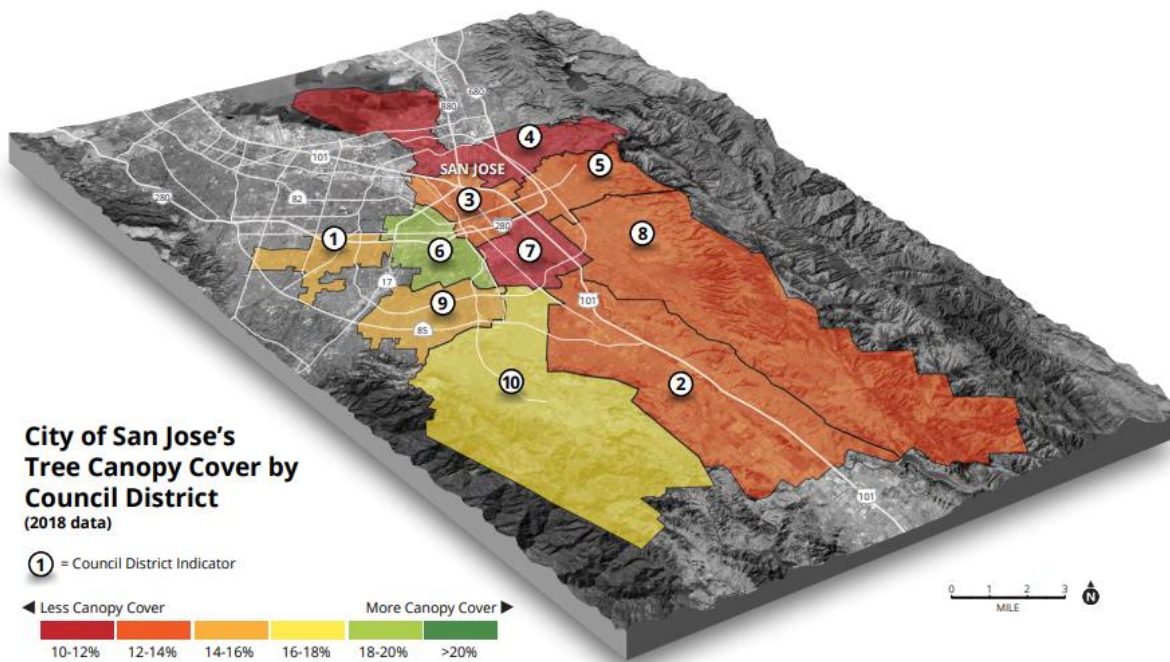 880
680
4
101
5
SAN JOSE
280
82
3
280
8
1
6
7
17
101
9
85
10
2
City of San Jose's
Tree Canopy Cover by
Council District
(2018 data)
101
1 = Council District Indicator
0 1 2 3
MILE
N
Less Canopy Cover More Canopy Cover
10-12% 12-14% 14-16% 16-18% 18-20% >20%